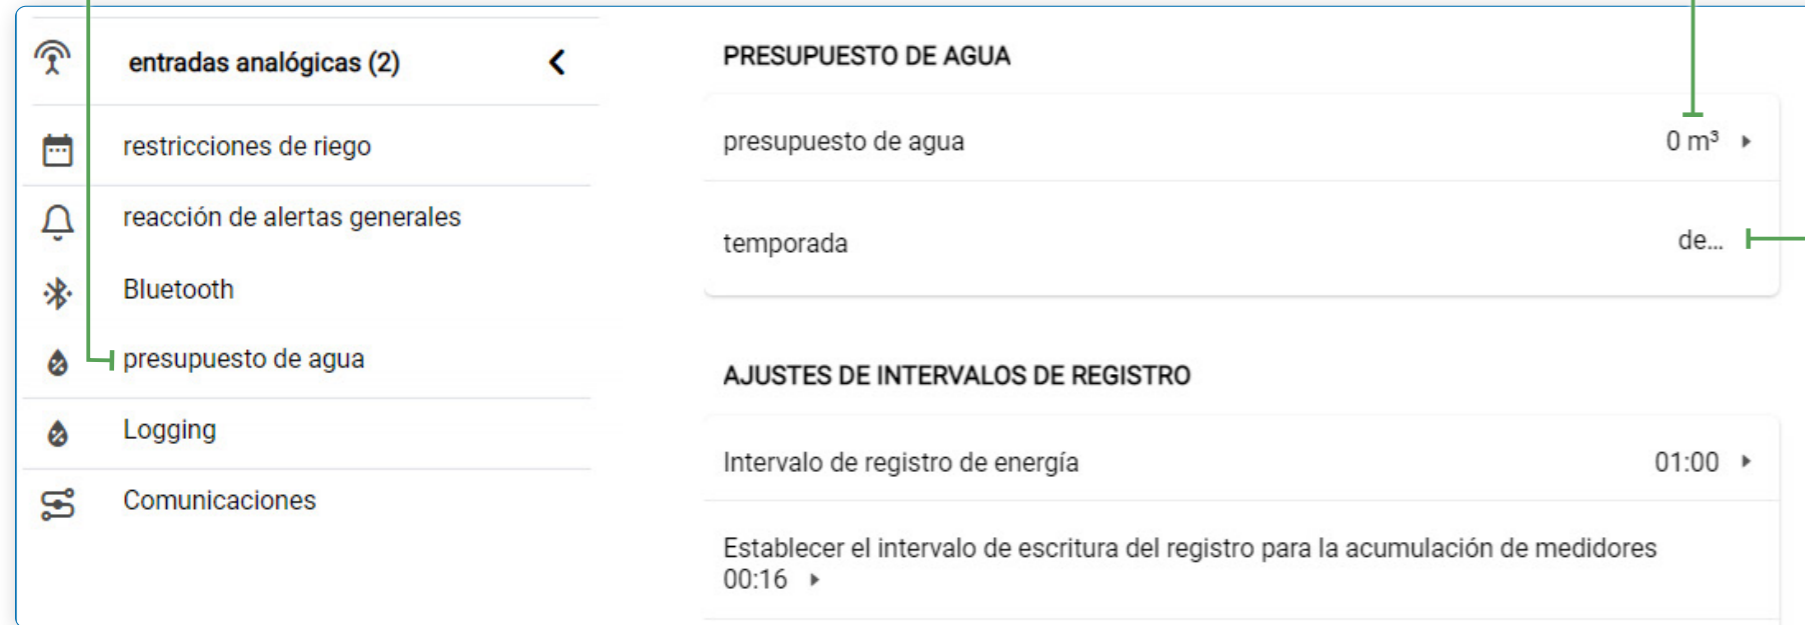 entradas analógicas (2)
restricciones de riego
reacción de alertas generales
Bluetooth
presupuesto de agua
Logging
Comunicaciones
PRESUPUESTO DE AGUA
presupuesto de agua 0 m³
temporada de...
AJUSTES DE INTERVALOS DE REGISTRO
Intervalo de registro de energía 01:00
Establecer el intervalo de escritura del registro para la acumulación de medidores
00:16